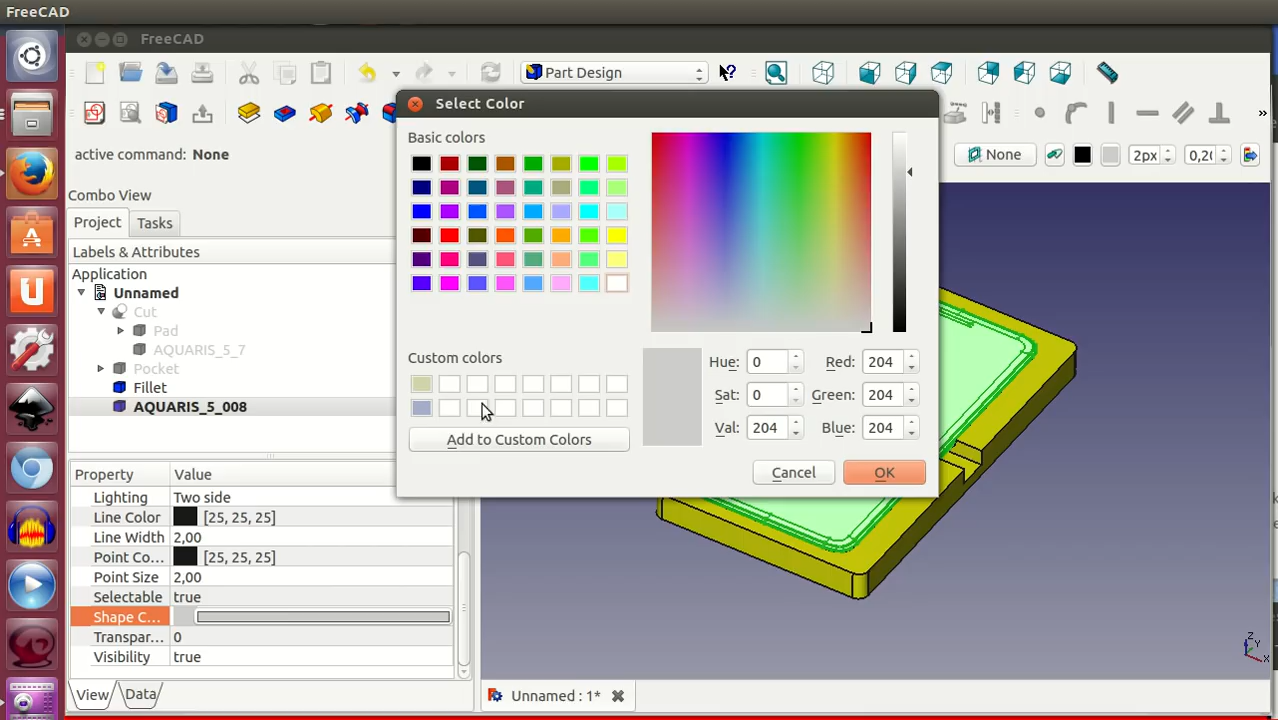 FreeCAD
FreeCAD
Part Design
active command: None
None
2px
0,20
»
Combo View
Project
Tasks
Labels & Attributes
Application
Unnamed
Cut
Pad
AQUARIS_5_7
Pocket
Fillet
AQUARIS_5_008
Property
Value
Lighting
Two side
Line Color
[25, 25, 25]
Line Width
2,00
Point Co...
[25, 25, 25]
Point Size
2,00
Selectable
true
Shape C...
Transpar...
0
Visibility
true
View
Data
Select Color
Basic colors
Custom colors
Add to Custom Colors
Hue: 0
Red: 204
Sat: 0
Green: 204
Val: 204
Blue: 204
Cancel
OK
Unnamed : 1*
Z
Y
X